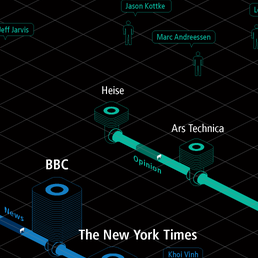 Jason Kottke
Jeff Jarvis
Marc Andreessen
Heise
Ars Technica
Opinion
BBC
News
The New York Times
Khoi Vinh